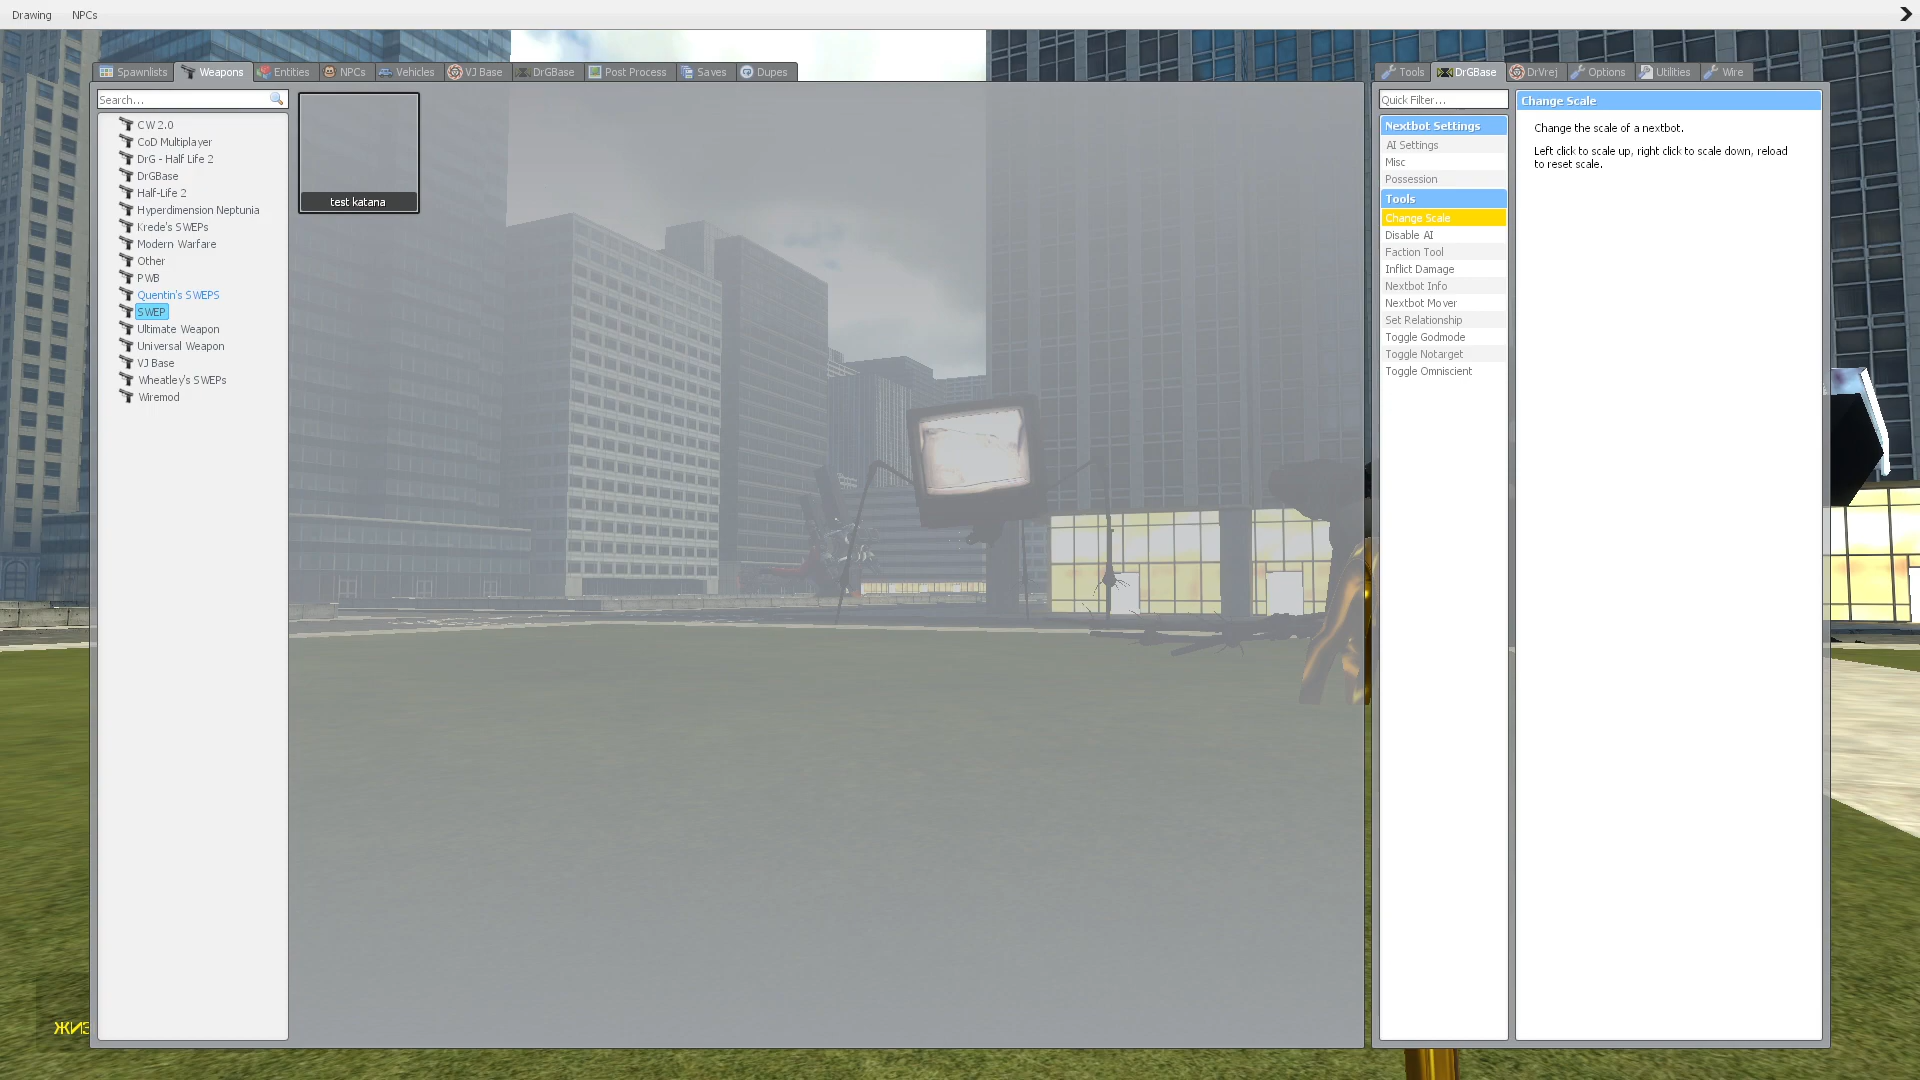 Drawing NPCs
Spawnlists Weapons Entities NPCs Vehicles VJ Base DrGBase Post Process Saves Dupes
Search...
CW 2.0
CoD Multiplayer
DrG - Half Life 2
DrGBase
Half-Life 2
Hyperdimension Neptunia
Krede's SWEPs
Modern Warfare
Other
PWB
Quentin's SWEPS
SWEP
Ultimate Weapon
Universal Weapon
VJ Base
Wheatley's SWEPs
Wiremod
test katana
Tools DrGBase DrVrej Options Utilities Wire
Quick Filter...
Nextbot Settings
AI Settings
Misc
Possession
Tools
Change Scale
Disable AI
Faction Tool
Inflict Damage
Nextbot Info
Nextbot Mover
Set Relationship
Toggle Godmode
Toggle Notarget
Toggle Omniscient
Change Scale
Change the scale of a nextbot.
Left click to scale up, right click to scale down, reload
to reset scale.